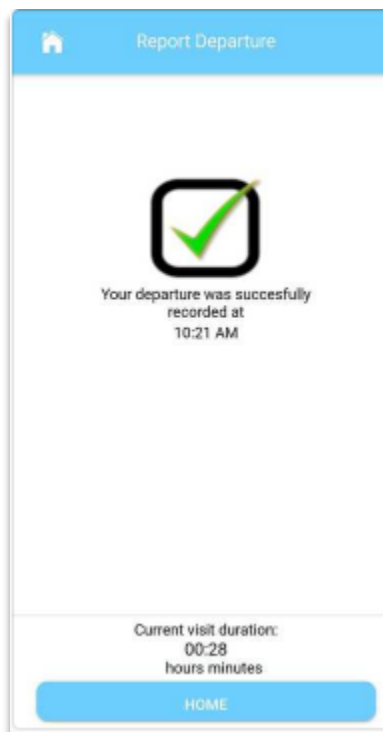 Report Departure
Your departure was succesfully
recorded at
10:21 AM
Current visit duration:
00:28
hours minutes
HOME